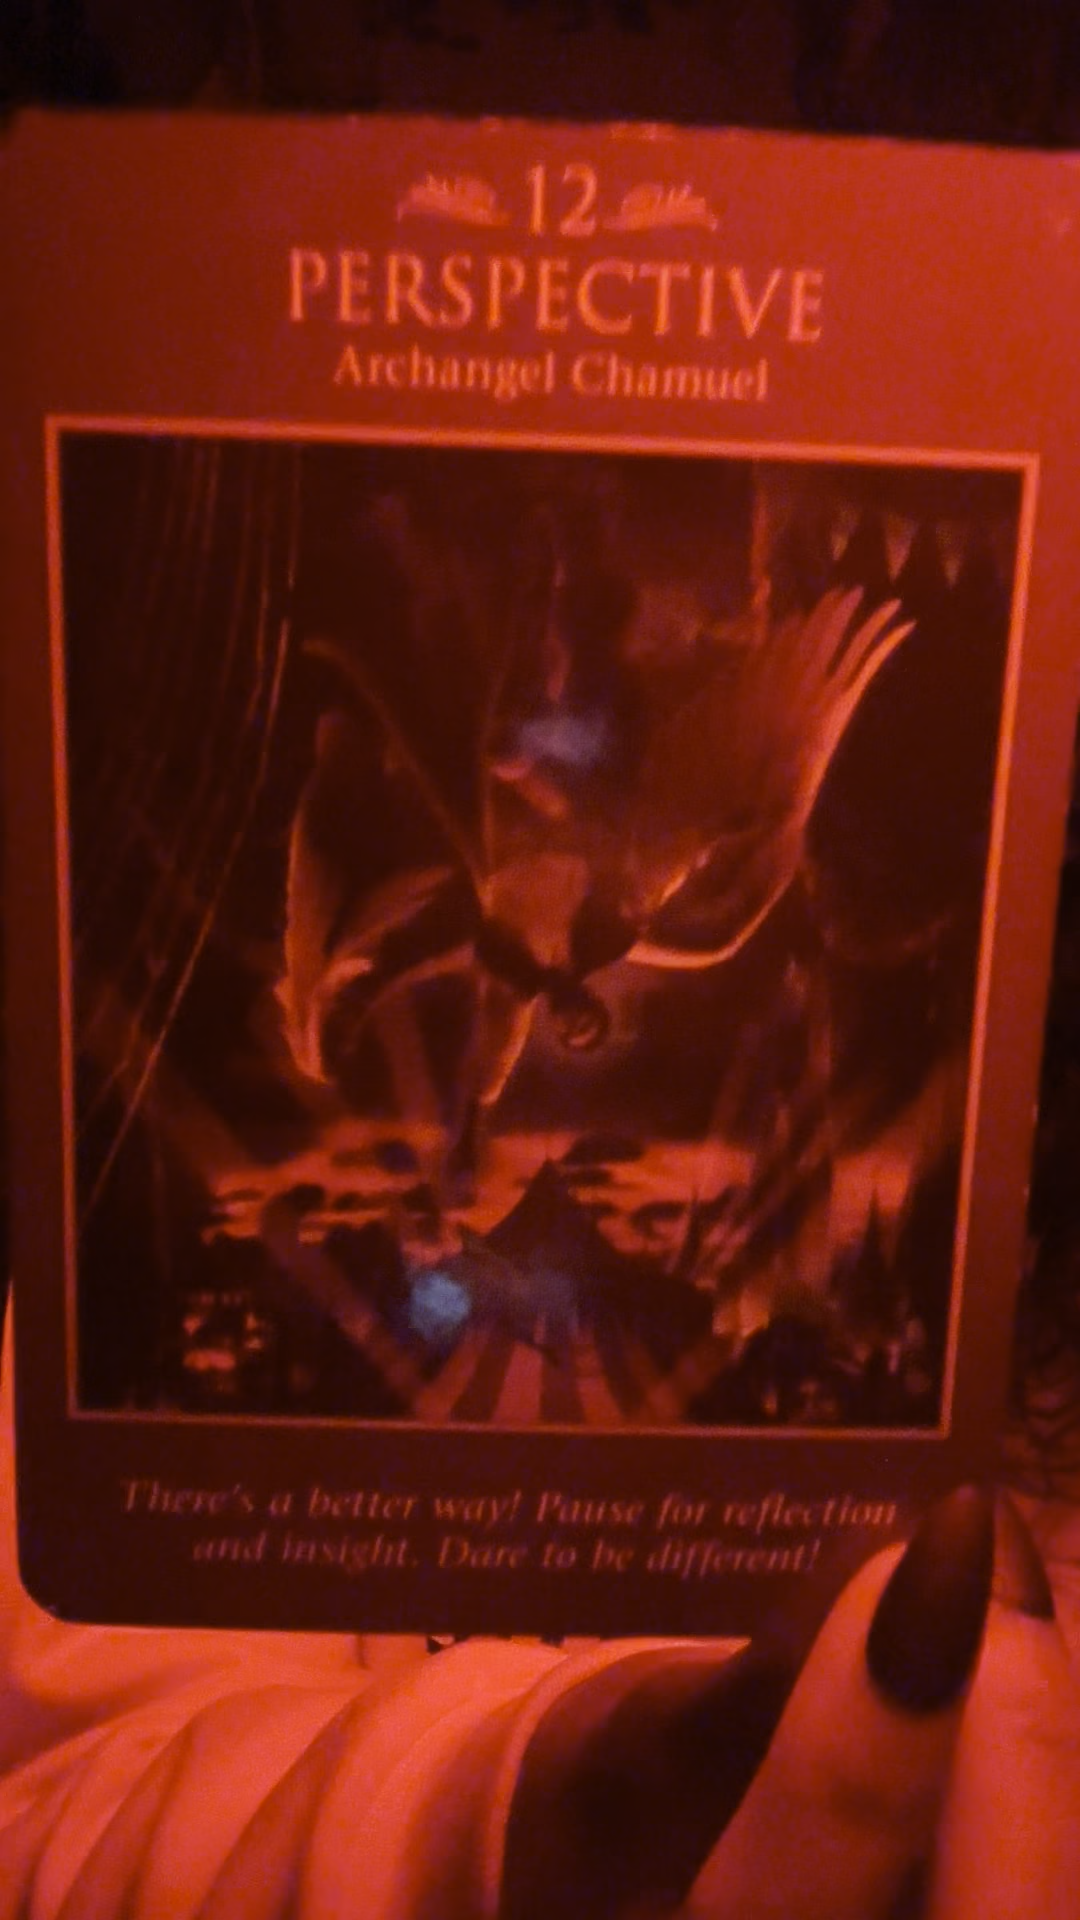 12
PERSPECTIVE
Archangel Chamuel
There's a better way! Pause for reflection
and insight. Dare to be different!